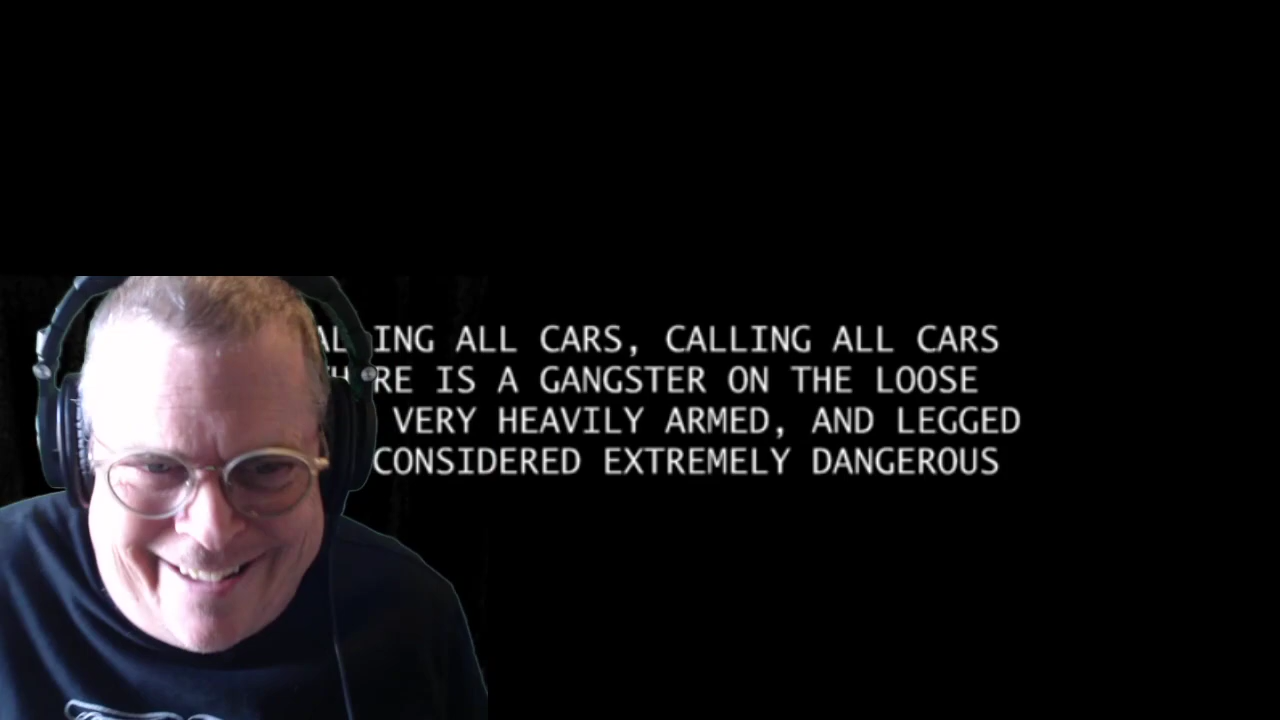 ALLING ALL CARS, CALLING ALL CARS
RE IS A GANGSTER ON THE LOOSE
VERY HEAVILY ARMED, AND LEGGED
CONSIDERED EXTREMELY DANGEROUS